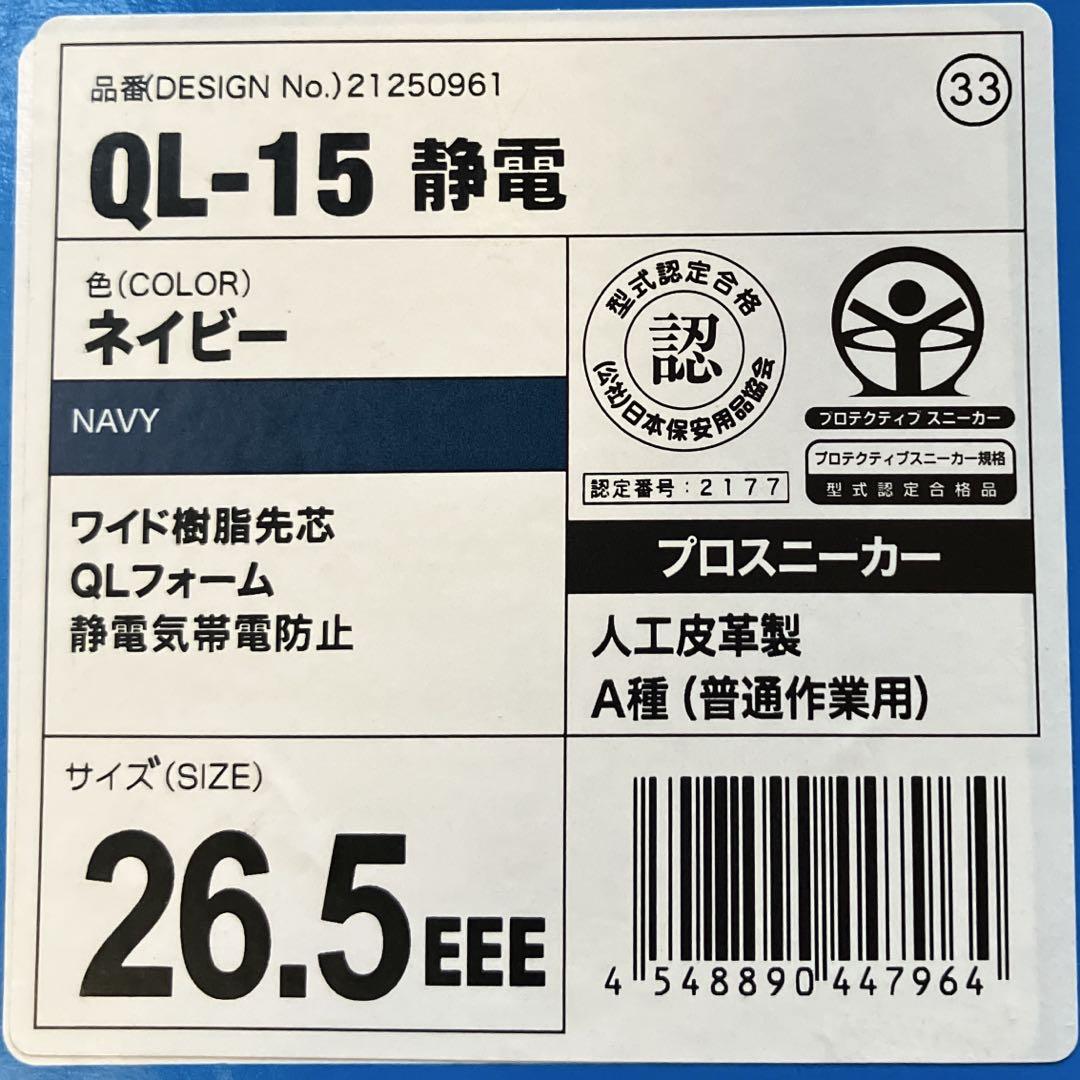 品番(DESIGN No.)21250961
33
QL-15 静電
色(COLOR)
ネイビー
NAVY
ワイド樹脂先芯
QLフォーム
静電気帯電防止
型式認定合格
認
(公社)日本保安用品協会
認定番号：2177
プロテクティブ スニーカー
プロテクティブスニーカー規格
型式認定合格品
プロスニーカー
人工皮革製
A種(普通作業用)
サイズ(SIZE)
26.5EEE
4 548890 447964